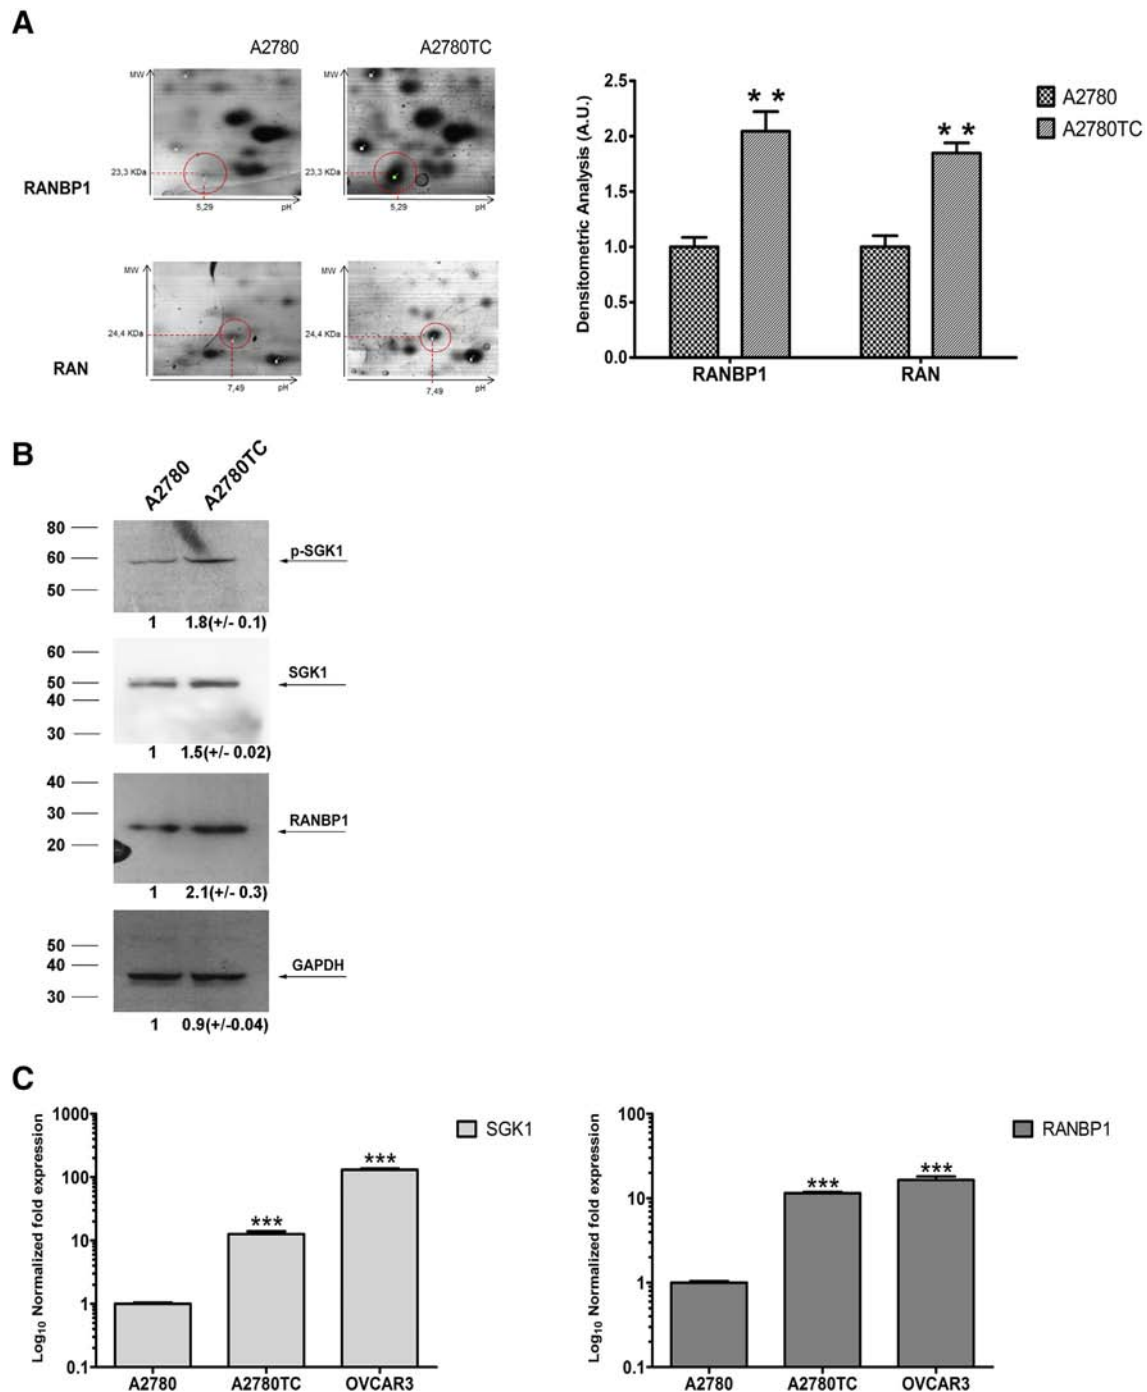 A
A2780
A2780TC
MW
MW
23,3 KDa
23,3 KDa
RANBP1
5,29
pH
5,29
pH
MW
MW
24,4 KDa
24,4 KDa
RAN
7,49
pH
7,49
pH
Densitometric Analysis (A.U.)
2.5
2.0
1.5
1.0
0.5
0.0
* *
* *
RANBP1
RAN
A2780
A2780TC
B
A2780
A2780TC
80
60
50
p-SGK1
1 1.8(+/- 0.1)
60
50
40
30
SGK1
1 1.5(+/- 0.02)
40
30
20
RANBP1
1 2.1(+/- 0.3)
50
40
30
GAPDH
1 0.9(+/-0.04)
C
Log10 Normalized fold expression
1000
100
10
1
0.1
***
***
A2780
A2780TC
OVCAR3
SGK1
Log10 Normalized fold expression
100
10
1
0.1
***
***
A2780
A2780TC
OVCAR3
RANBP1